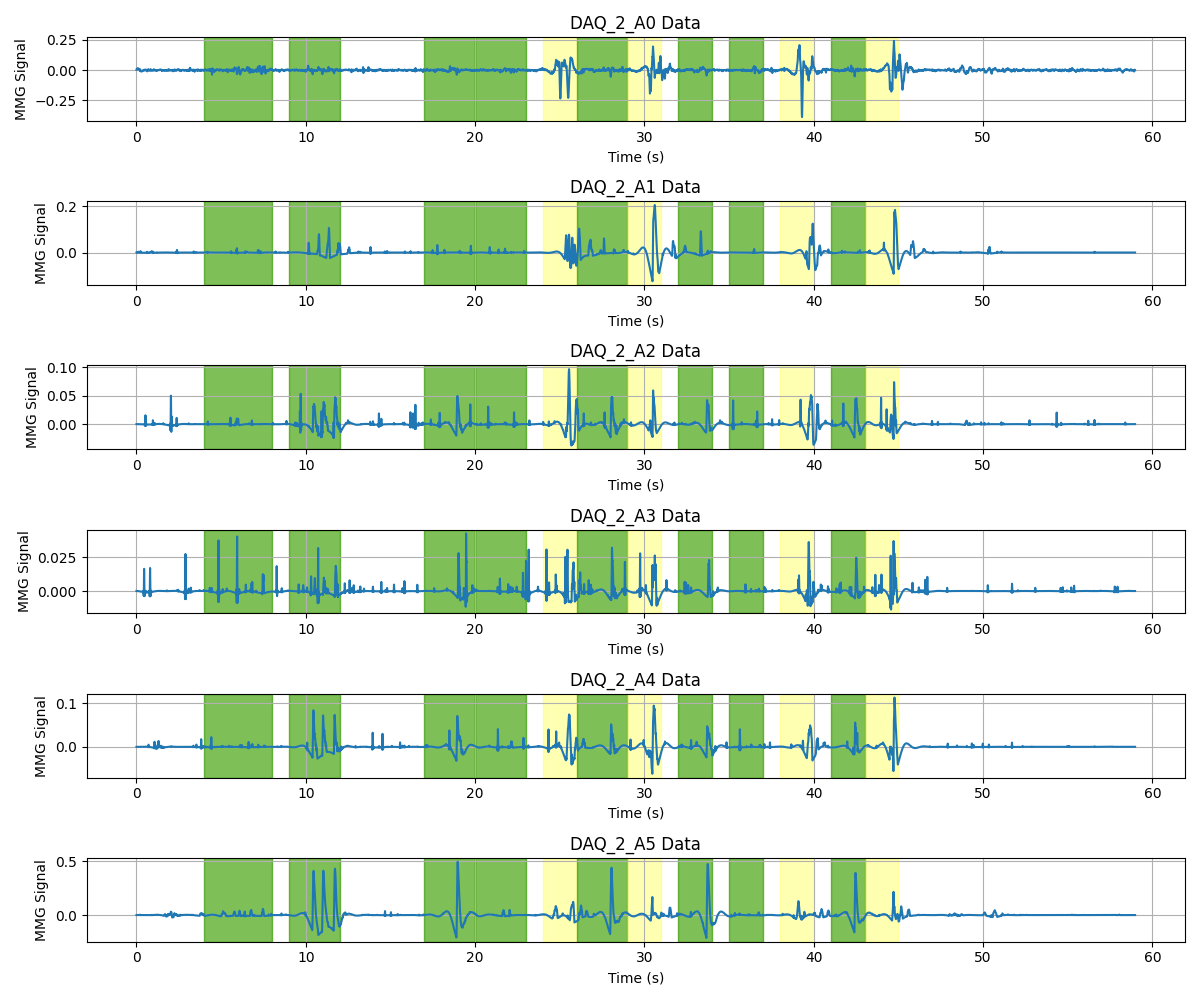 DAQ_2_A0 Data
MMG Signal
0.25
0.00
−0.25
0 10 20 30 40 50 60
Time (s)
DAQ_2_A1 Data
MMG Signal
0.2
0.0
0 10 20 30 40 50 60
Time (s)
DAQ_2_A2 Data
MMG Signal
0.10
0.05
0.00
0 10 20 30 40 50 60
Time (s)
DAQ_2_A3 Data
MMG Signal
0.025
0.000
0 10 20 30 40 50 60
Time (s)
DAQ_2_A4 Data
MMG Signal
0.1
0.0
0 10 20 30 40 50 60
Time (s)
DAQ_2_A5 Data
MMG Signal
0.5
0.0
0 10 20 30 40 50 60
Time (s)